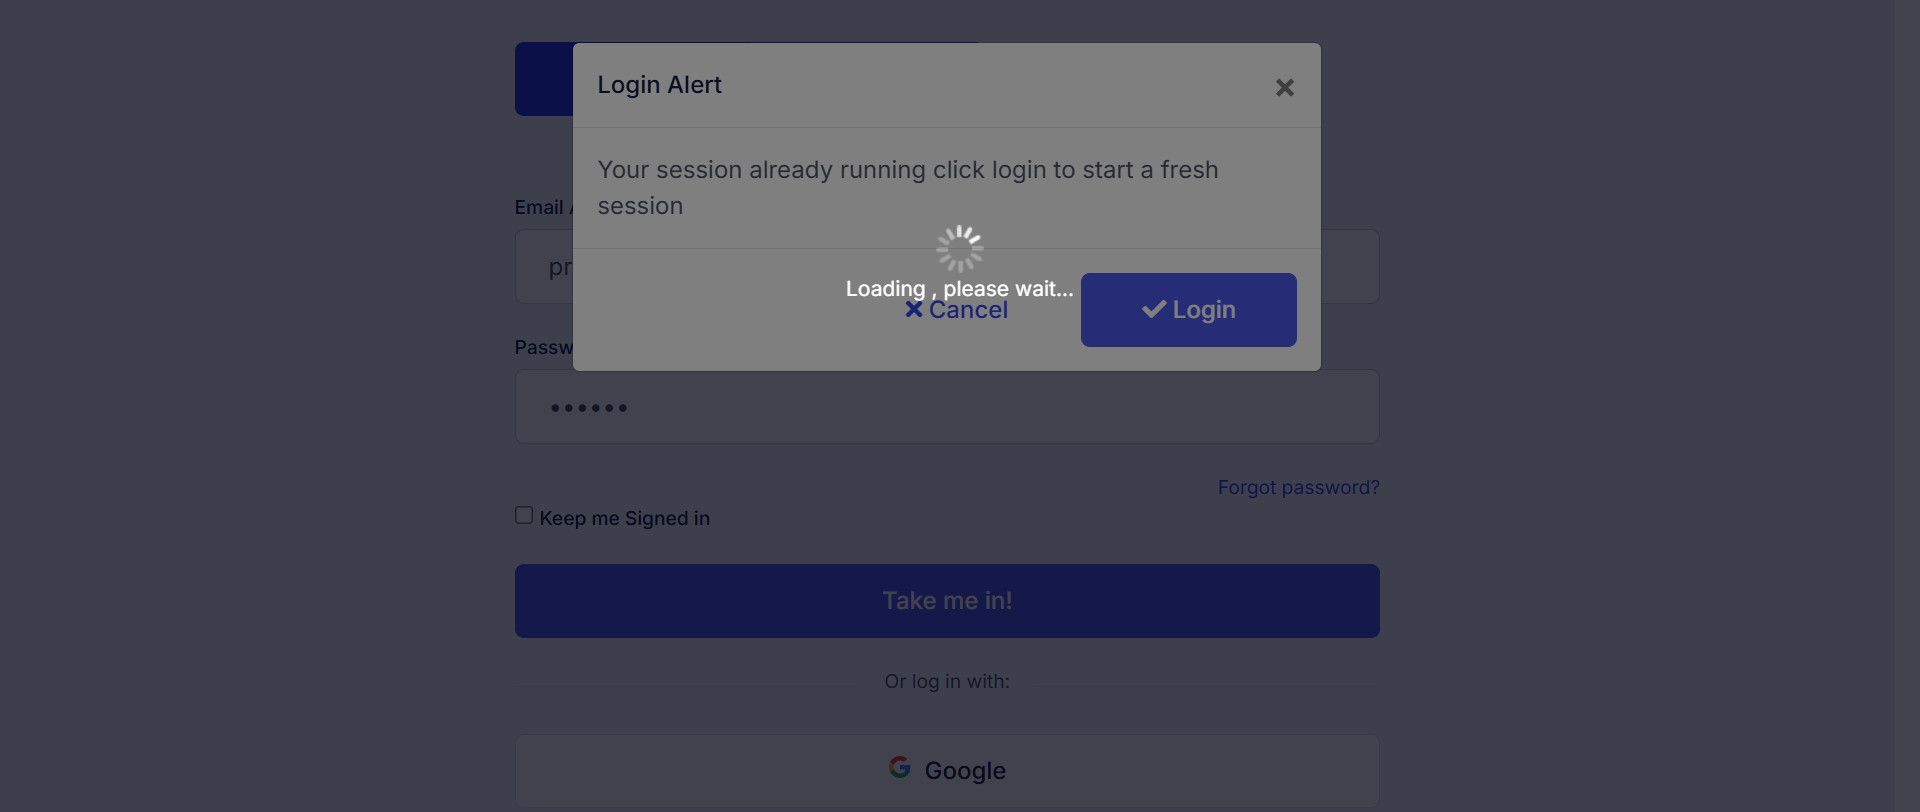 Login Alert
Your session already running click login to start a fresh
session
Loading , please wait...
Cancel
Login
Email
pr
Passw
Forgot password?
Keep me Signed in
Take me in!
Or log in with:
Google